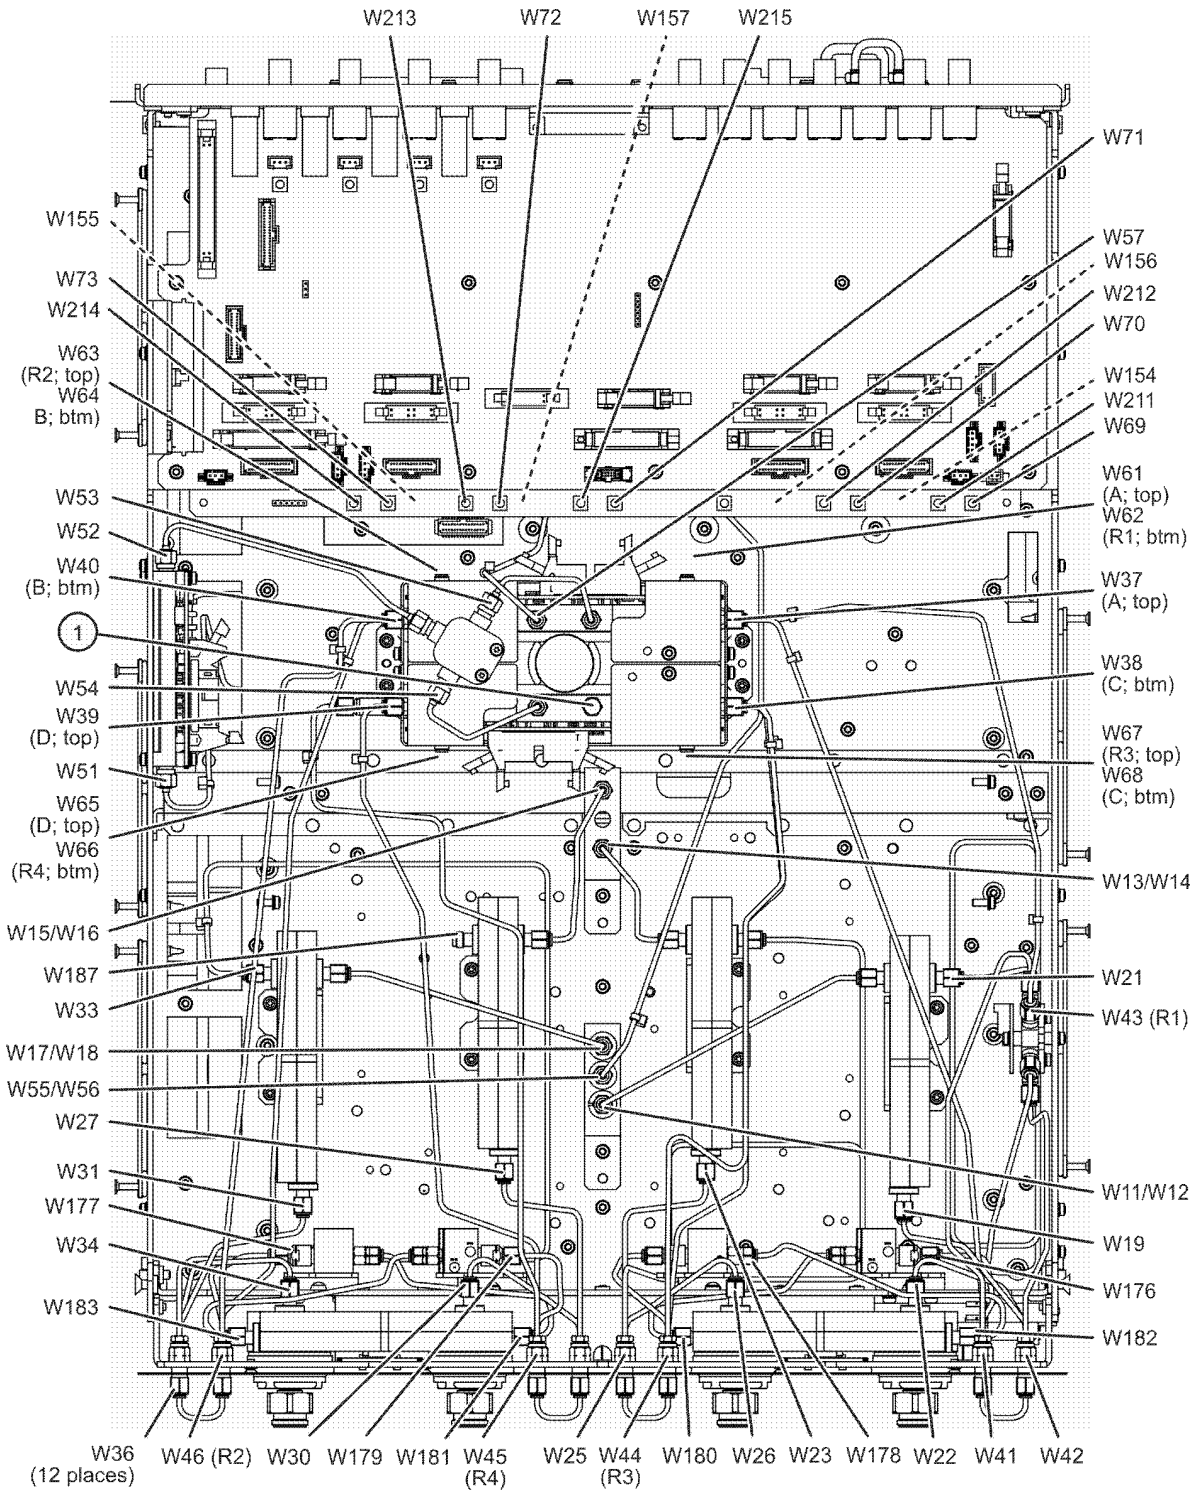 W213
W72
W157
W215
W71
W155
W57
W156
W73
W212
W214
W70
W63
(R2; top)
W64
B; btm)
W154
W211
W69
W53
W61
(A; top)
W62
(R1; btm)
W52
W40
(B; btm)
W37
(A; top)
1
W54
W38
(C; btm)
W39
(D; top)
W67
(R3; top)
W68
(C; btm)
W51
W65
(D; top)
W66
(R4; btm)
W13/W14
W15/W16
W187
W21
W33
W43 (R1)
W17/W18
W55/W56
W27
W31
W11/W12
W177
W19
W34
W176
W183
W182
W36
(12 places)
W46 (R2)
W30
W179
W181
W45
(R4)
W25
W44
(R3)
W180
W26
W23
W178
W22
W41
W42